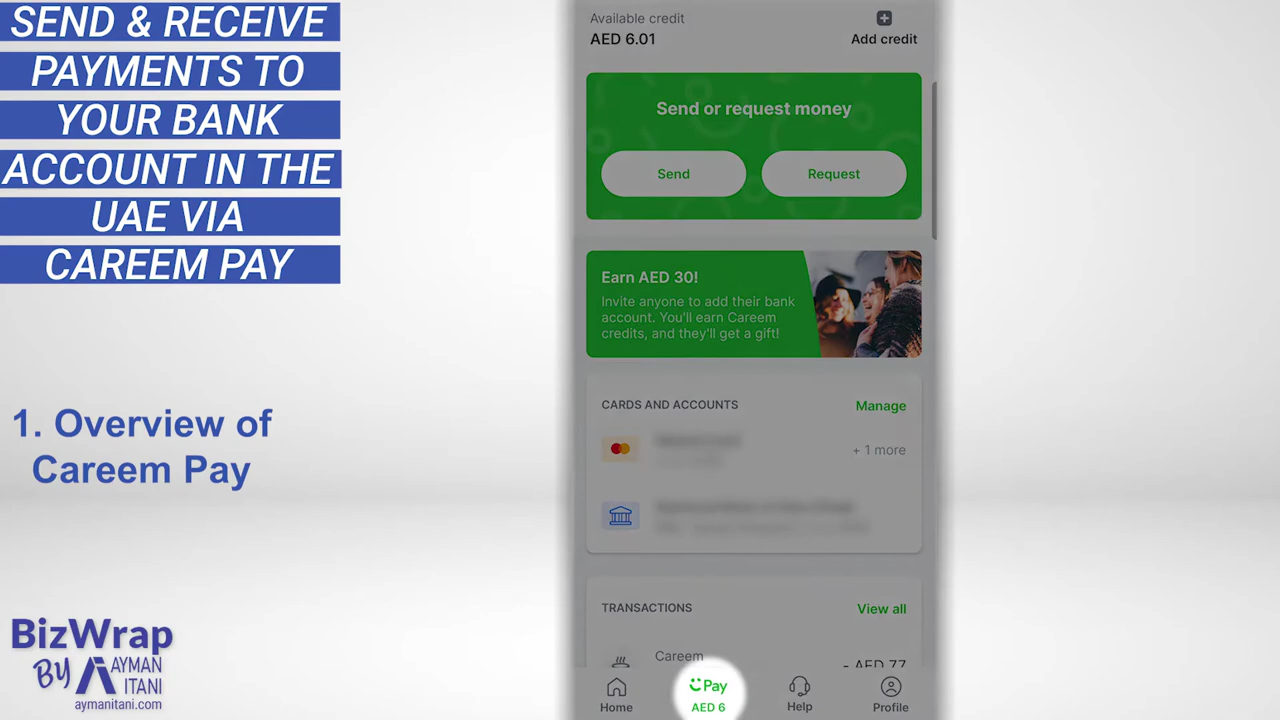 SEND & RECEIVE
PAYMENTS TO
YOUR BANK
ACCOUNT IN THE
UAE VIA
CAREEM PAY
1. Overview of
Careem Pay
BizWrap
BY AYMAN
ITANI
aymanitani.com
Available credit
AED 6.01
Add credit
Send or request money
Send
Request
Earn AED 30!
Invite anyone to add their bank
account. You'll earn Careem
credits, and they'll get a gift!
CARDS AND ACCOUNTS
Manage
+ 1 more
TRANSACTIONS
View all
Careem
- AED 77
Home
Pay
AED 6
Help
Profile